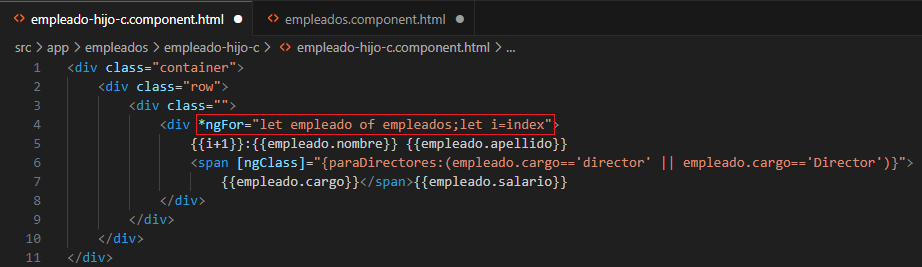 empleado-hijo-c.component.html ● empleados.component.html ●
src > app > empleados > empleado-hijo-c > empleado-hijo-c.component.html > ...
1 <div class="container">
2 <div class="row">
3 <div class="">
4 <div *ngFor="let empleado of empleados;let i=index">
5 {{i+1}}:{{empleado.nombre}} {{empleado.apellido}}
6 <span [ngClass]="{paraDirectores:(empleado.cargo=='director' || empleado.cargo=='Director')}">
7 {{empleado.cargo}}</span>{{empleado.salario}}
8 </div>
9 </div>
10 </div>
11 </div>